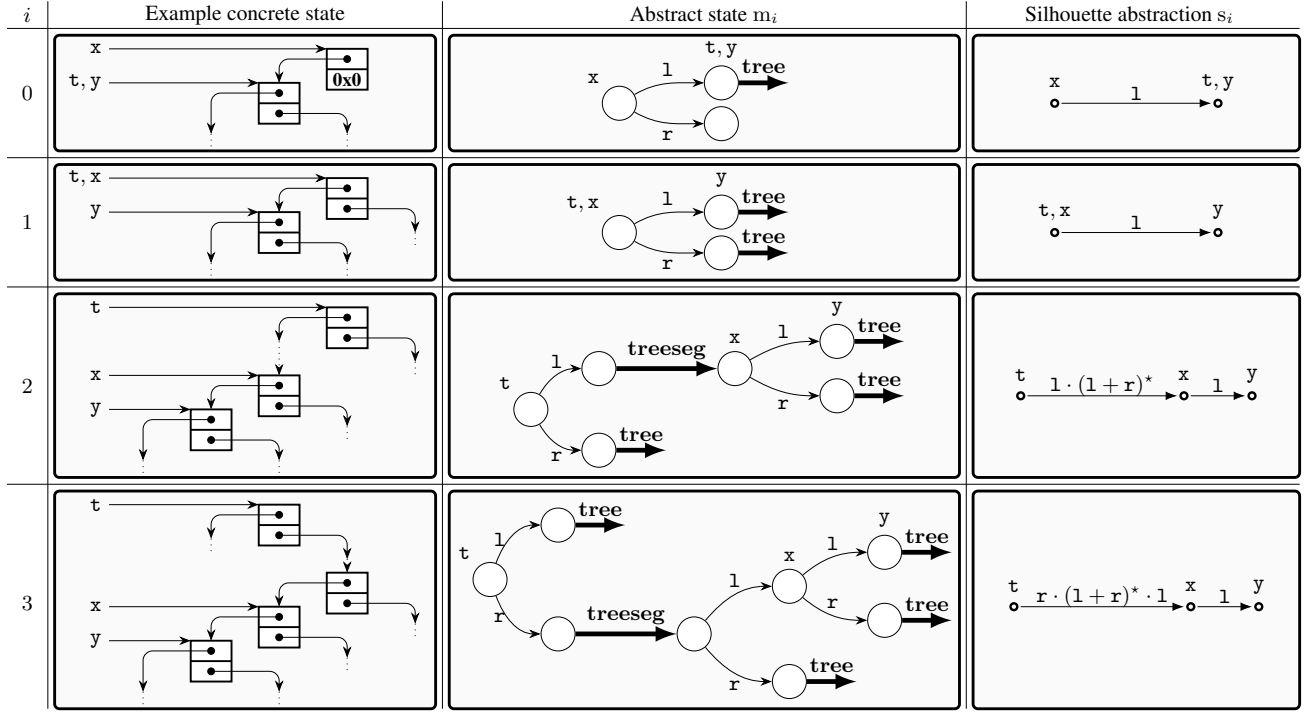 i Example concrete state Abstract state m_i Silhouette abstraction s_i
0
x
t, y
0x0
x
l
t, y
tree
r
x
l
t, y
1
t, x
y
t, x
l
y
tree
r
tree
t, x
l
y
2
t
x
y
t
l
treeseg
x
l
y
tree
r
tree
r
tree
t
l · (l + r)*
x
l
y
3
t
x
y
t
l
tree
r
treeseg
l
x
l
y
tree
r
tree
r
tree
t
r · (l + r)* · l
x
l
y